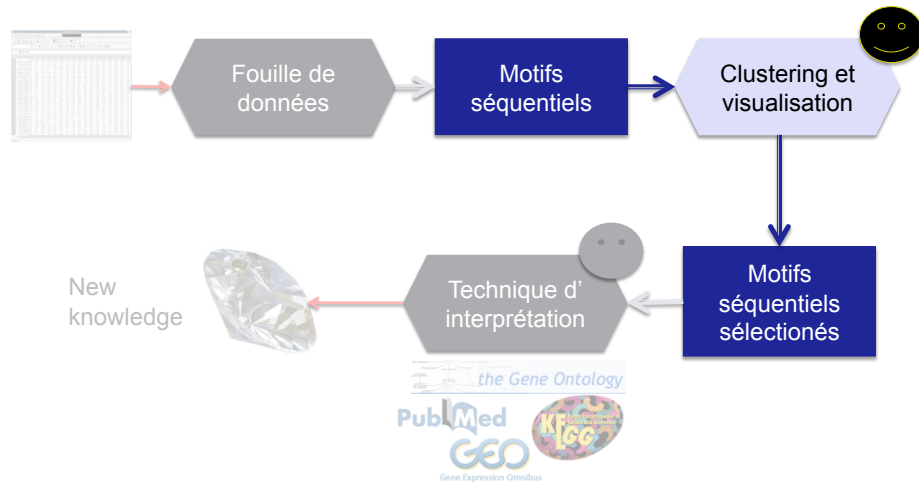 Fouille de
données
Motifs
séquentiels
Clustering et
visualisation
New
knowledge
Technique d’
interprétation
Motifs
séquentiels
sélectionés
the Gene Ontology
PubMed
KEGG
GEO
Gene Expression Omnibus